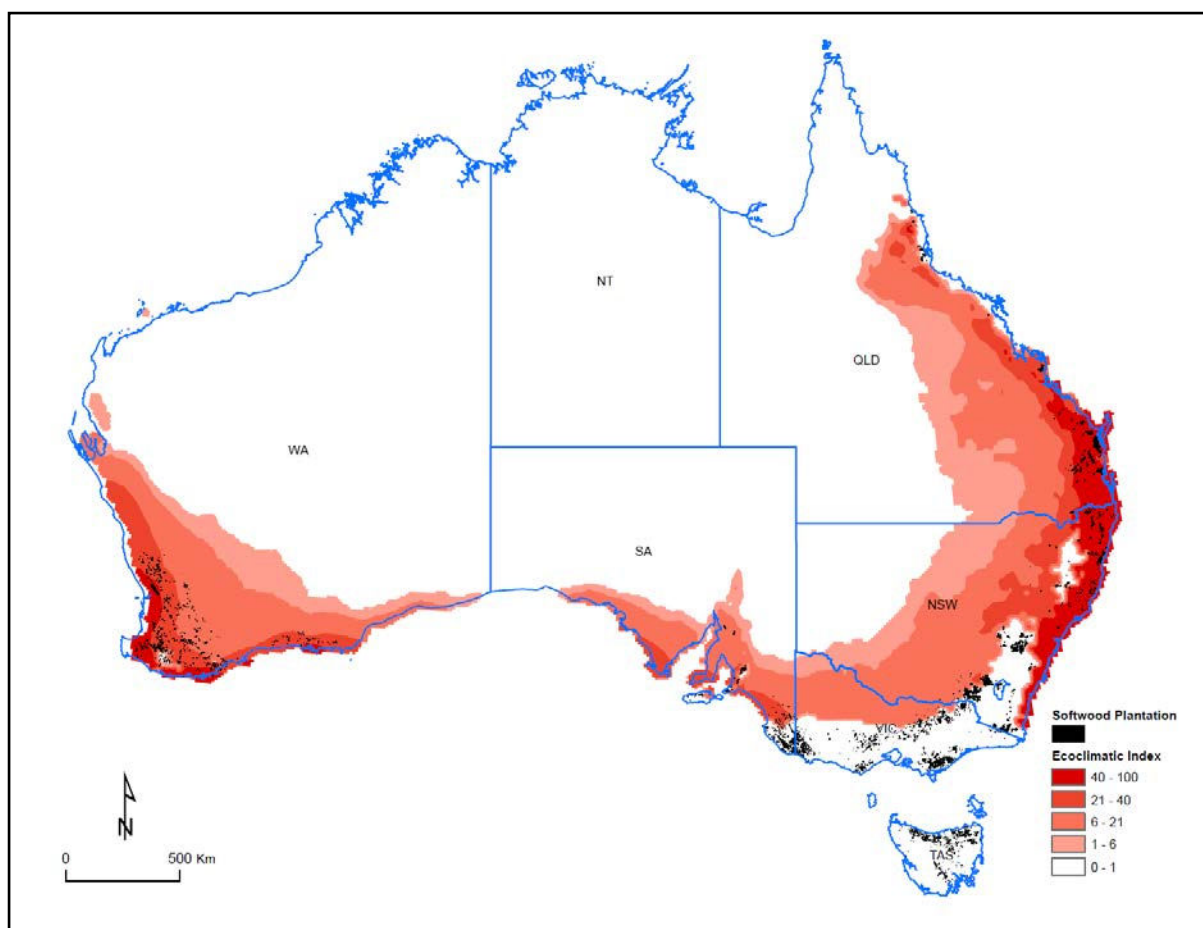 NT
QLD
WA
SA
NSW
VIC
TAS
N
0 500 Km
Softwood Plantation
Ecoclimatic Index
40 - 100
21 - 40
6 - 21
1 - 6
0 - 1